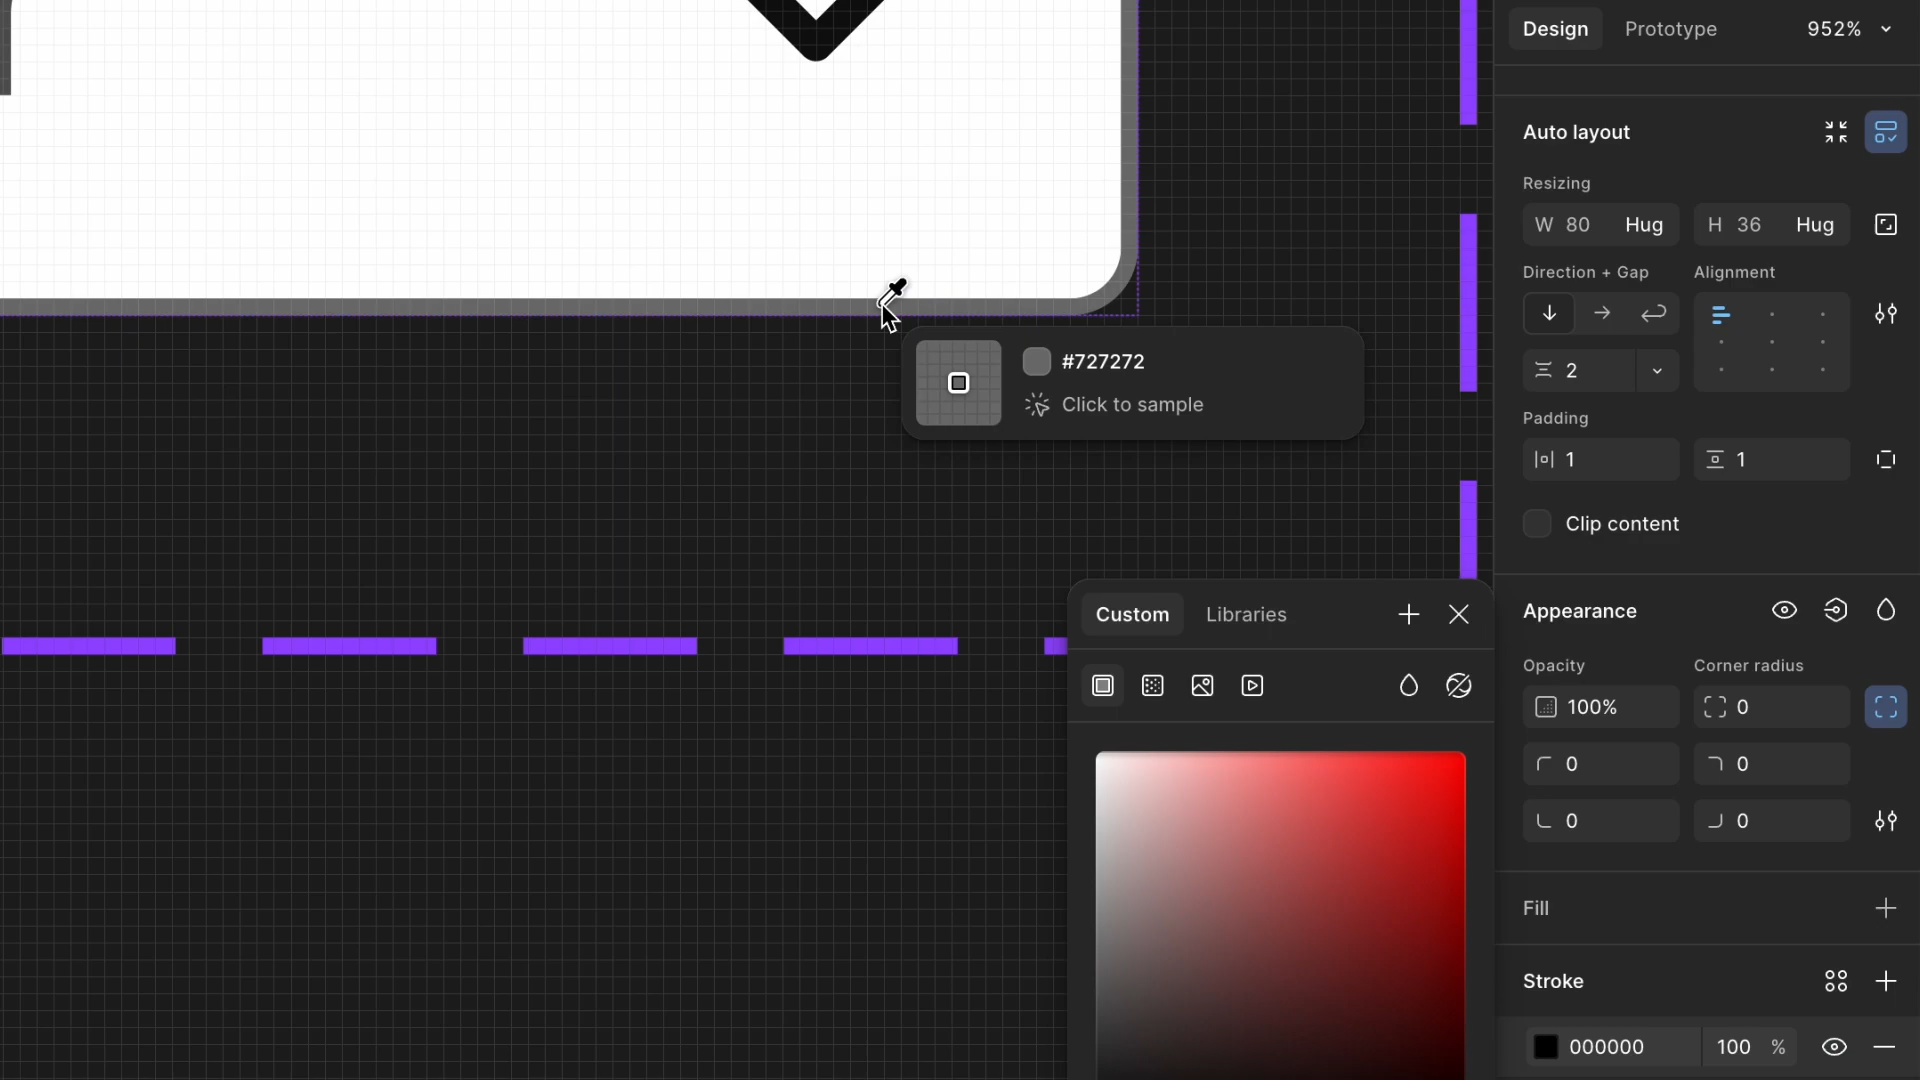 Design Prototype 952%
Auto layout
Resizing
W 80 Hug H 36 Hug
Direction + Gap Alignment
2
Padding
1 1
Clip content
#727272
Click to sample
Custom Libraries
Appearance
Opacity Corner radius
100% 0
0 0
0 0
Fill
Stroke
000000 100 %